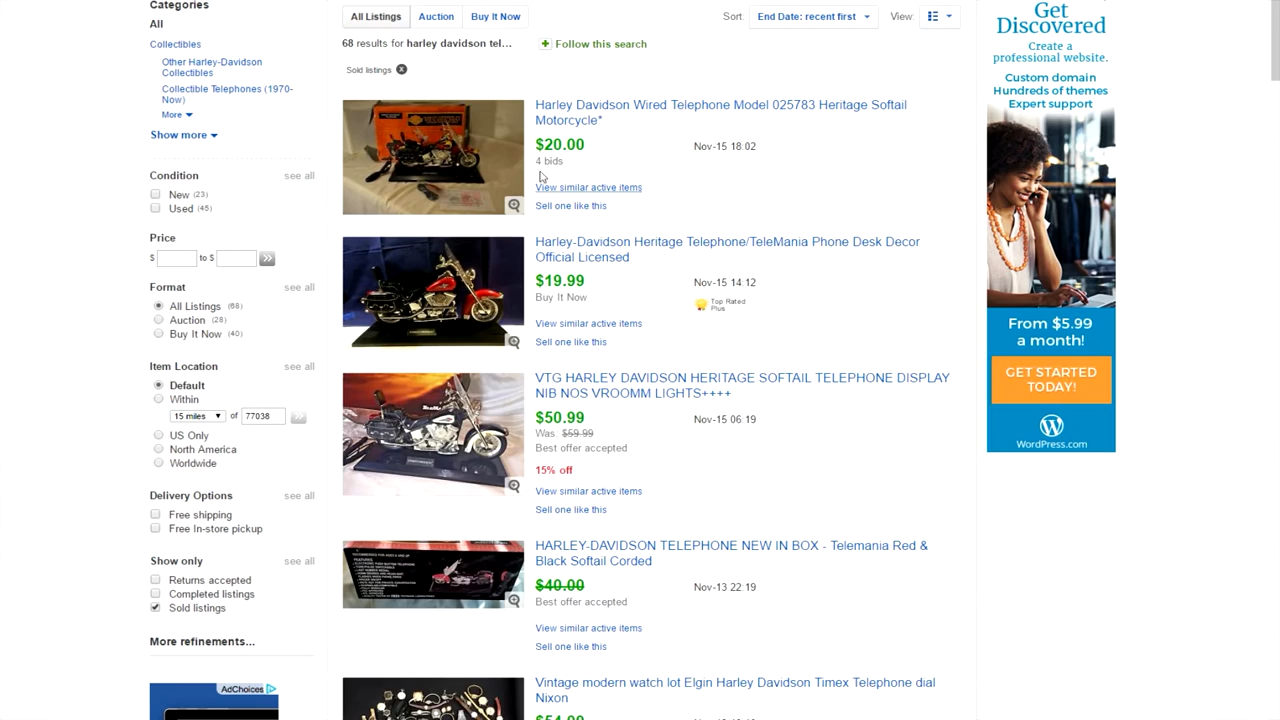 Categories
All
Collectibles
Other Harley-Davidson
Collectibles
Collectible Telephones (1970-
Now)
More
Show more
Condition
see all
New (23)
Used (45)
Price
$
to $
Format
see all
All Listings (68)
Auction (28)
Buy It Now (40)
Item Location
see all
Default
Within
15 miles
of
77038
US Only
North America
Worldwide
Delivery Options
see all
Free shipping
Free In-store pickup
Show only
see all
Returns accepted
Completed listings
Sold listings
More refinements...
AdChoices
All Listings
Auction
Buy It Now
Sort:
End Date: recent first
View:
68 results for harley davidson tel...
Follow this search
Sold listings
Harley Davidson Wired Telephone Model 025783 Heritage Softail
Motorcycle*
$20.00
Nov-15 18:02
4 bids
View similar active items
Sell one like this
Harley-Davidson Heritage Telephone/TeleMania Phone Desk Decor
Official Licensed
$19.99
Nov-15 14:12
Buy It Now
Top Rated
Plus
View similar active items
Sell one like this
VTG HARLEY DAVIDSON HERITAGE SOFTAIL TELEPHONE DISPLAY
NIB NOS VROOMM LIGHTS++++
$50.99
Nov-15 06:19
Was: $59.99
Best offer accepted
15% off
View similar active items
Sell one like this
HARLEY-DAVIDSON TELEPHONE NEW IN BOX - Telemania Red &
Black Softail Corded
$40.00
Nov-13 22:19
Best offer accepted
View similar active items
Sell one like this
Vintage modern watch lot Elgin Harley Davidson Timex Telephone dial
Nixon
Get
Discovered
Create a
professional website.
Custom domain
Hundreds of themes
Expert support
From $5.99
a month!
GET STARTED
TODAY!
WordPress.com